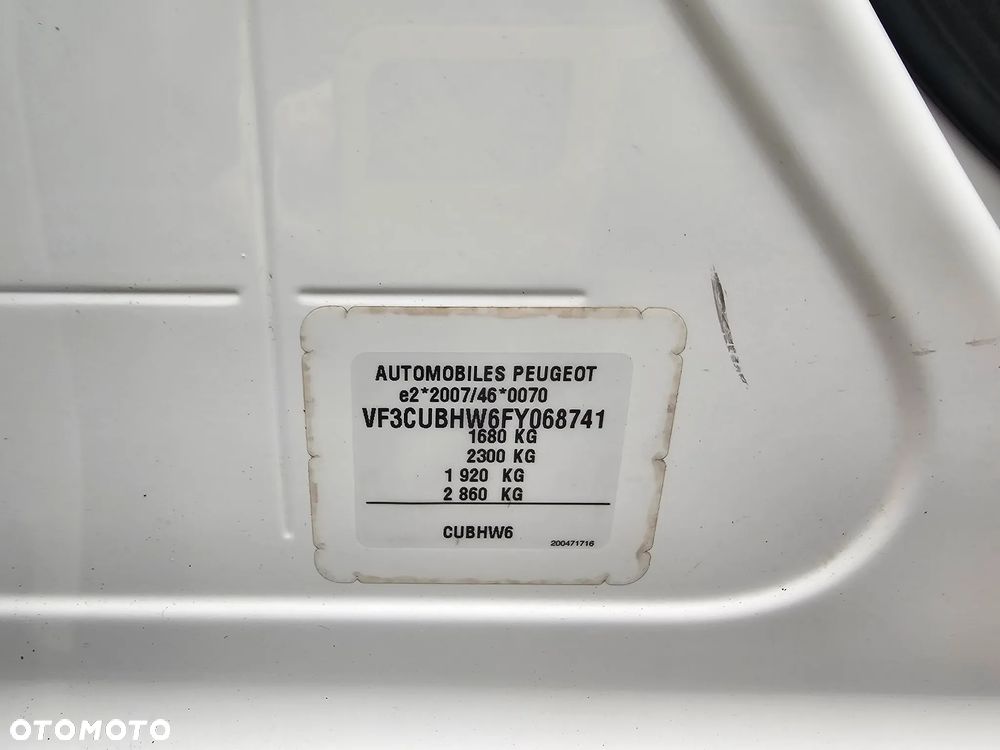 AUTOMOBILES PEUGEOT
e2*2007/46*0070
VF3CUBHW6FY068741
1680 KG
2300 KG
1 920 KG
2 860 KG
CUBHW6
200471716
OTOMOTO